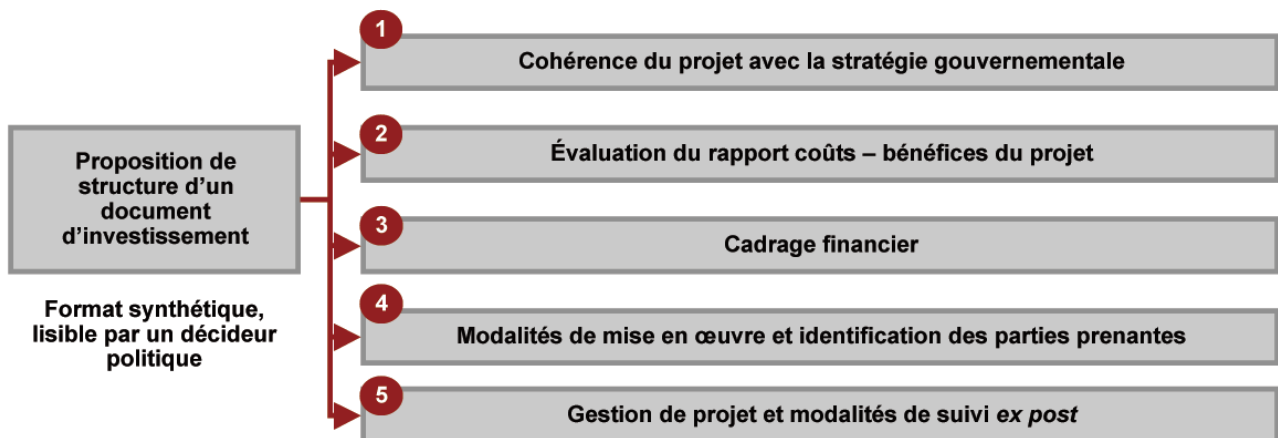 Proposition de
structure d’un
document
d’investissement
Format synthétique,
lisible par un décideur
politique
1
Cohérence du projet avec la stratégie gouvernementale
2
Évaluation du rapport coûts – bénéfices du projet
3
Cadrage financier
4
Modalités de mise en œuvre et identification des parties prenantes
5
Gestion de projet et modalités de suivi ex post